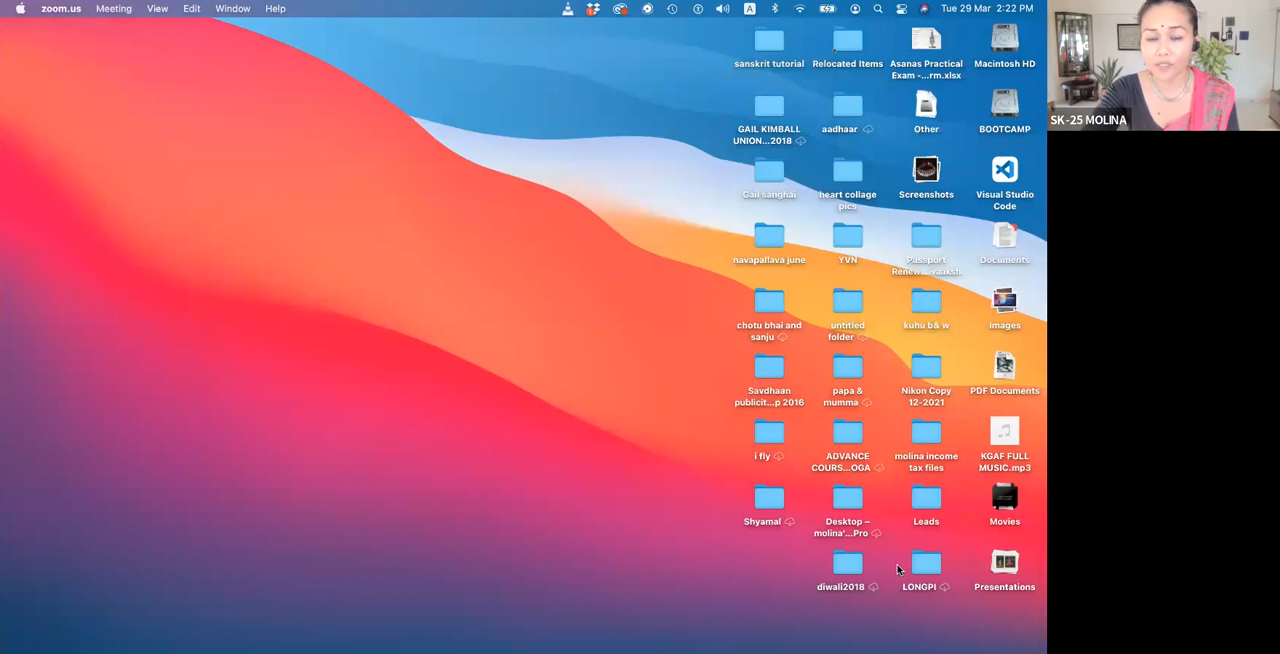 zoom.us Meeting View Edit Window Help A Tue 29 Mar 2:22 PM
sanskrit tutorial
Relocated Items
Asanas Practical
Exam -...rm.xlsx
Macintosh HD
GAIL KIMBALL
UNION...2018
aadhaar
Other
BOOTCAMP
Gail sanghai
heart collage
pics
Screenshots
Visual Studio
Code
navapallava june
YVN
Passport
Renew...vaaksh
Documents
chotu bhai and
sanju
untitled
folder
kuhu b& w
Images
Savdhaan
publicit...p 2016
papa &
mumma
Nikon Copy
12-2021
PDF Documents
i fly
ADVANCE
COURS...OGA
molina income
tax files
KGAF FULL
MUSIC.mp3
Shyamal
Desktop –
molina'...Pro
Leads
Movies
diwali2018
LONGPI
Presentations
SK-25 MOLINA